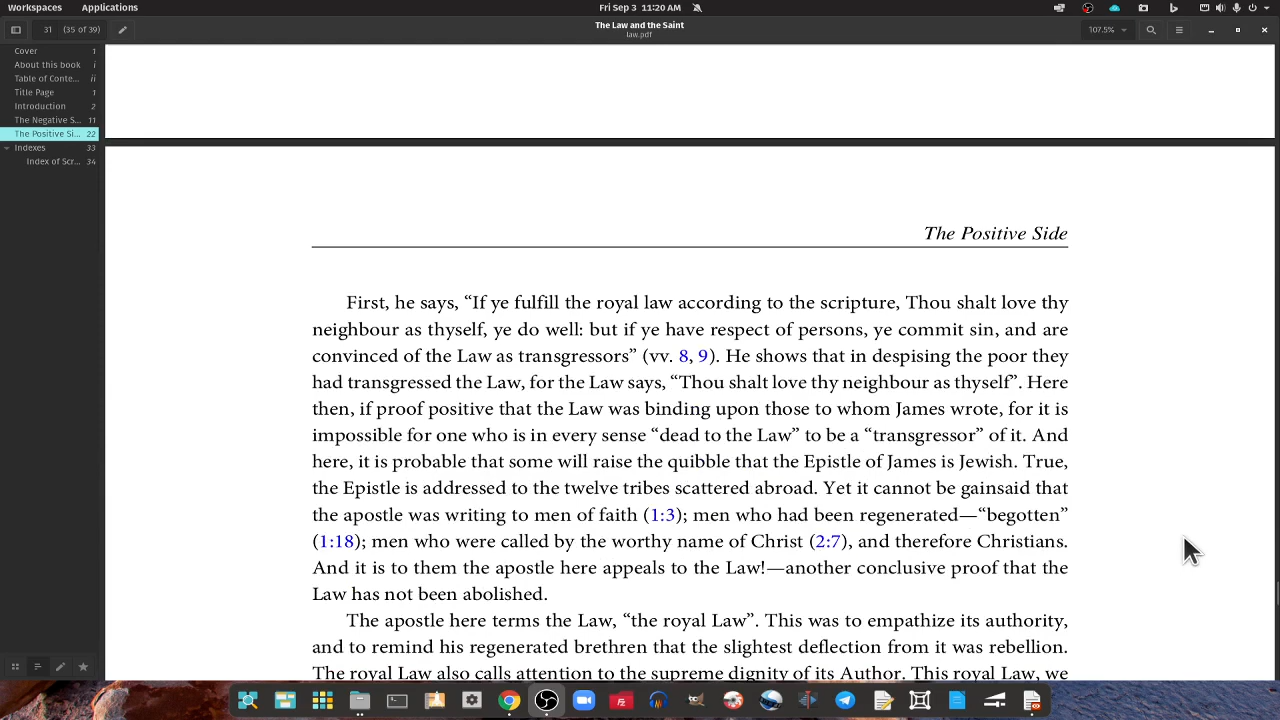 Workspaces Applications Fri Sep 3 11:20 AM
31 (35 of 39) The Law and the Saint 107.5%
law.pdf
Cover 1
About this book i
Table of Conte... ii
Title Page 1
Introduction 2
The Negative S... 11
The Positive Si... 22
Indexes 33
Index of Scr... 34
The Positive Side
First, he says, “If ye fulfill the royal law according to the scripture, Thou shalt love thy
neighbour as thyself, ye do well: but if ye have respect of persons, ye commit sin, and are
convinced of the Law as transgressors” (vv. 8, 9). He shows that in despising the poor they
had transgressed the Law, for the Law says, “Thou shalt love thy neighbour as thyself”. Here
then, if proof positive that the Law was binding upon those to whom James wrote, for it is
impossible for one who is in every sense “dead to the Law” to be a “transgressor” of it. And
here, it is probable that some will raise the quibble that the Epistle of James is Jewish. True,
the Epistle is addressed to the twelve tribes scattered abroad. Yet it cannot be gainsaid that
the apostle was writing to men of faith (1:3); men who had been regenerated—“begotten”
(1:18); men who were called by the worthy name of Christ (2:7), and therefore Christians.
And it is to them the apostle here appeals to the Law!—another conclusive proof that the
Law has not been abolished.
The apostle here terms the Law, “the royal Law”. This was to empathize its authority,
and to remind his regenerated brethren that the slightest deflection from it was rebellion.
The royal Law also calls attention to the supreme dignity of its Author. This royal Law, we